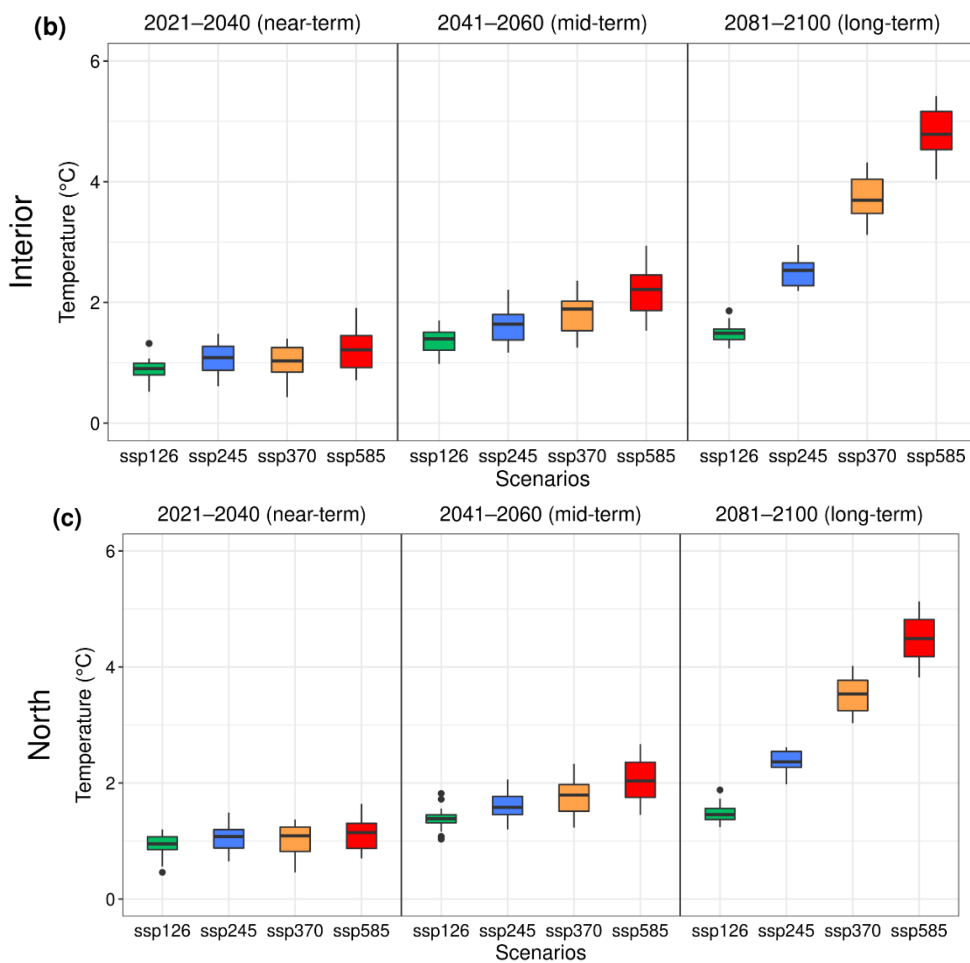 (b)
2021–2040 (near-term) 2041–2060 (mid-term) 2081–2100 (long-term)
Interior
Temperature (°C)
6
4
2
0
ssp126 ssp245 ssp370 ssp585 ssp126 ssp245 ssp370 ssp585 ssp126 ssp245 ssp370 ssp585
Scenarios
(c)
2021–2040 (near-term) 2041–2060 (mid-term) 2081–2100 (long-term)
North
Temperature (°C)
6
4
2
0
ssp126 ssp245 ssp370 ssp585 ssp126 ssp245 ssp370 ssp585 ssp126 ssp245 ssp370 ssp585
Scenarios